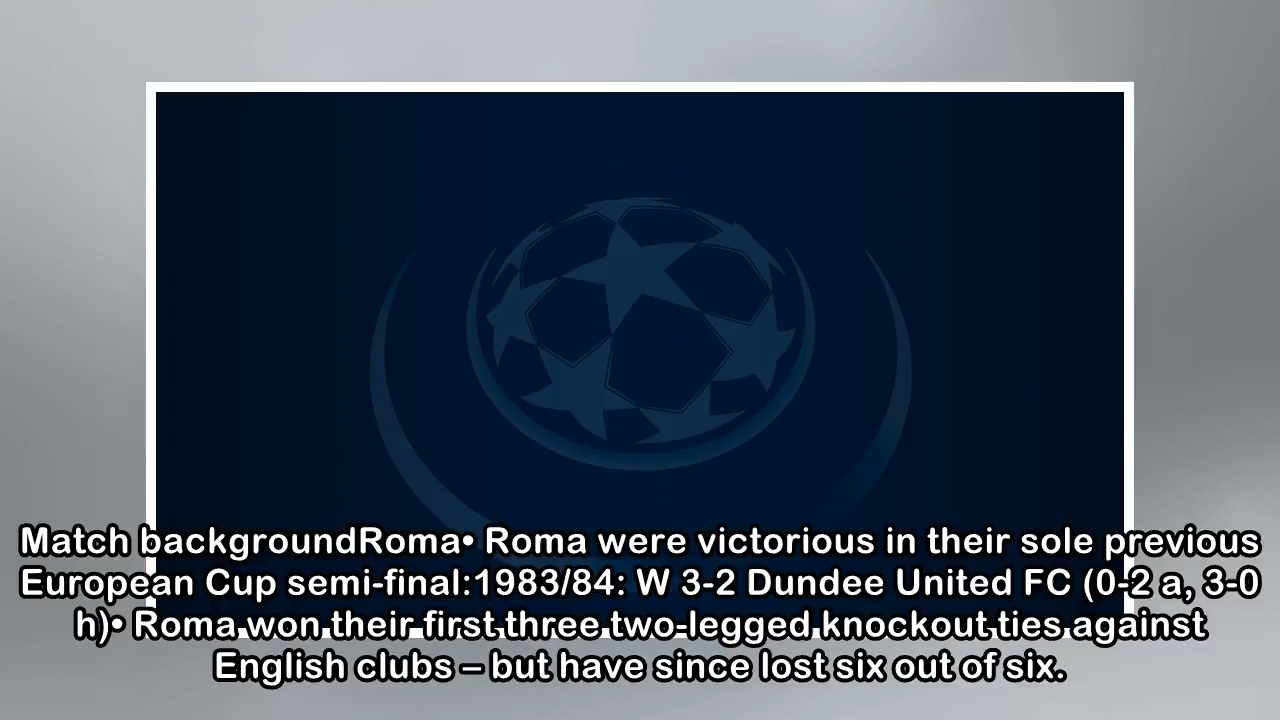 Match backgroundRoma• Roma were victorious in their sole previous
European Cup semi-final:1983/84: W 3-2 Dundee United FC (0-2 a, 3-0
h)• Roma won their first three two-legged knockout ties against
English clubs – but have since lost six out of six.